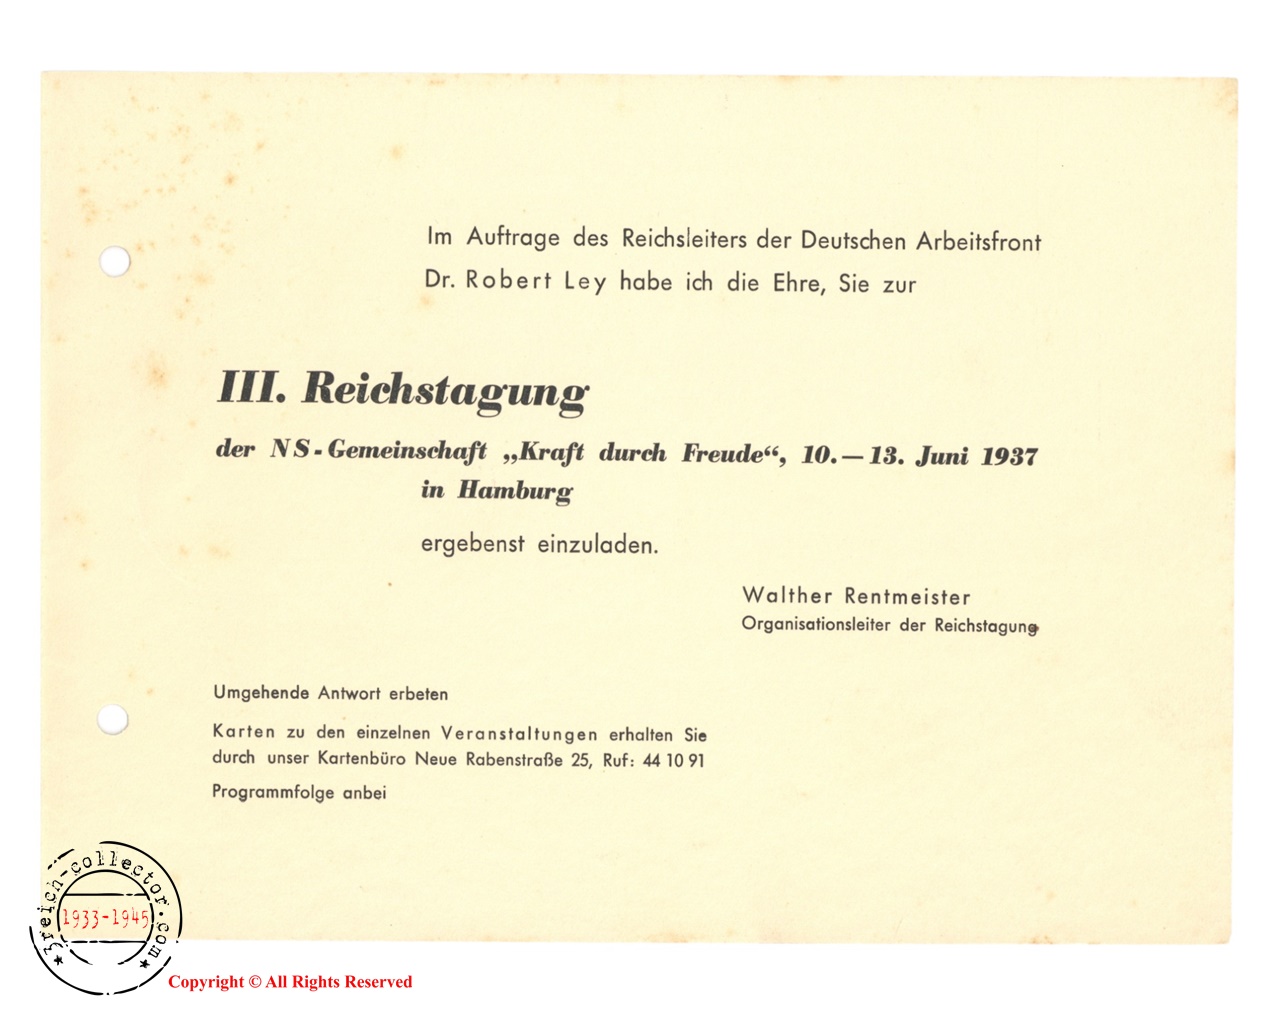 Im Auftrage des Reichsleiters der Deutschen Arbeitsfront
Dr. Robert Ley habe ich die Ehre, Sie zur
III. Reichstagung
der NS-Gemeinschaft „Kraft durch Freude“, 10.—13. Juni 1937
in Hamburg
ergebenst einzuladen.
Walther Rentmeister
Organisationsleiter der Reichstagung
Umgehende Antwort erbeten
Karten zu den einzelnen Veranstaltungen erhalten Sie
durch unser Kartenbüro Neue Rabenstraße 25, Ruf: 44 10 91
Programmfolge anbei
3reich-collector.com
1933-1945
Copyright © All Rights Reserved